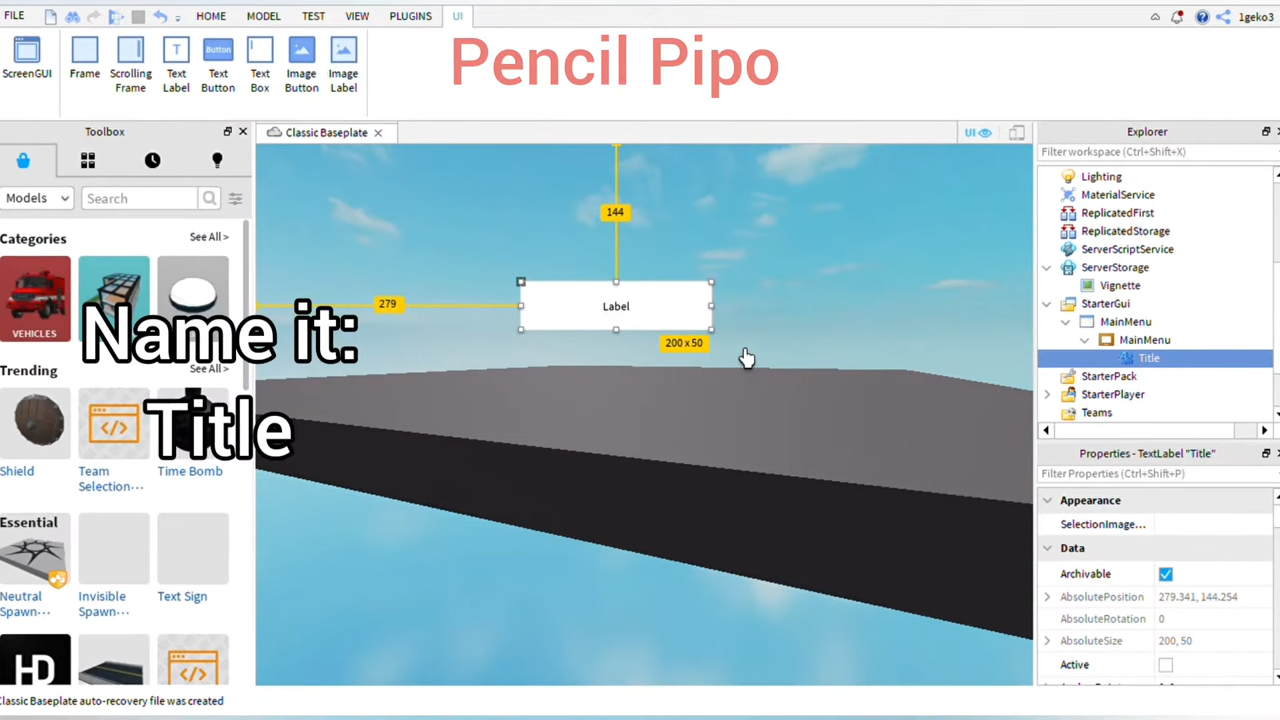 FILE HOME MODEL TEST VIEW PLUGINS UI 1geko3
Pencil Pipo
ScreenGUI
Frame
Scrolling
Frame
Text
Label
Button
Text
Button
Text
Box
Image
Button
Image
Label
Toolbox
Models Search
Categories See All >
VEHICLES
Trending See All >
Shield
Team
Selection···
Time Bomb
Essential
Neutral
Spawn···
Invisible
Spawn···
Text Sign
HD
Name it:
Title
Classic Baseplate
UI
144
279
Label
200 x 50
Explorer
Filter workspace (Ctrl+Shift+X)
Lighting
MaterialService
ReplicatedFirst
ReplicatedStorage
ServerScriptService
ServerStorage
Vignette
StarterGui
MainMenu
MainMenu
Title
StarterPack
StarterPlayer
Teams
Properties - TextLabel "Title"
Filter Properties (Ctrl+Shift+P)
Appearance
SelectionImage...
Data
Archivable
AbsolutePosition 279.341, 144.254
AbsoluteRotation 0
AbsoluteSize 200, 50
Active
Classic Baseplate auto-recovery file was created